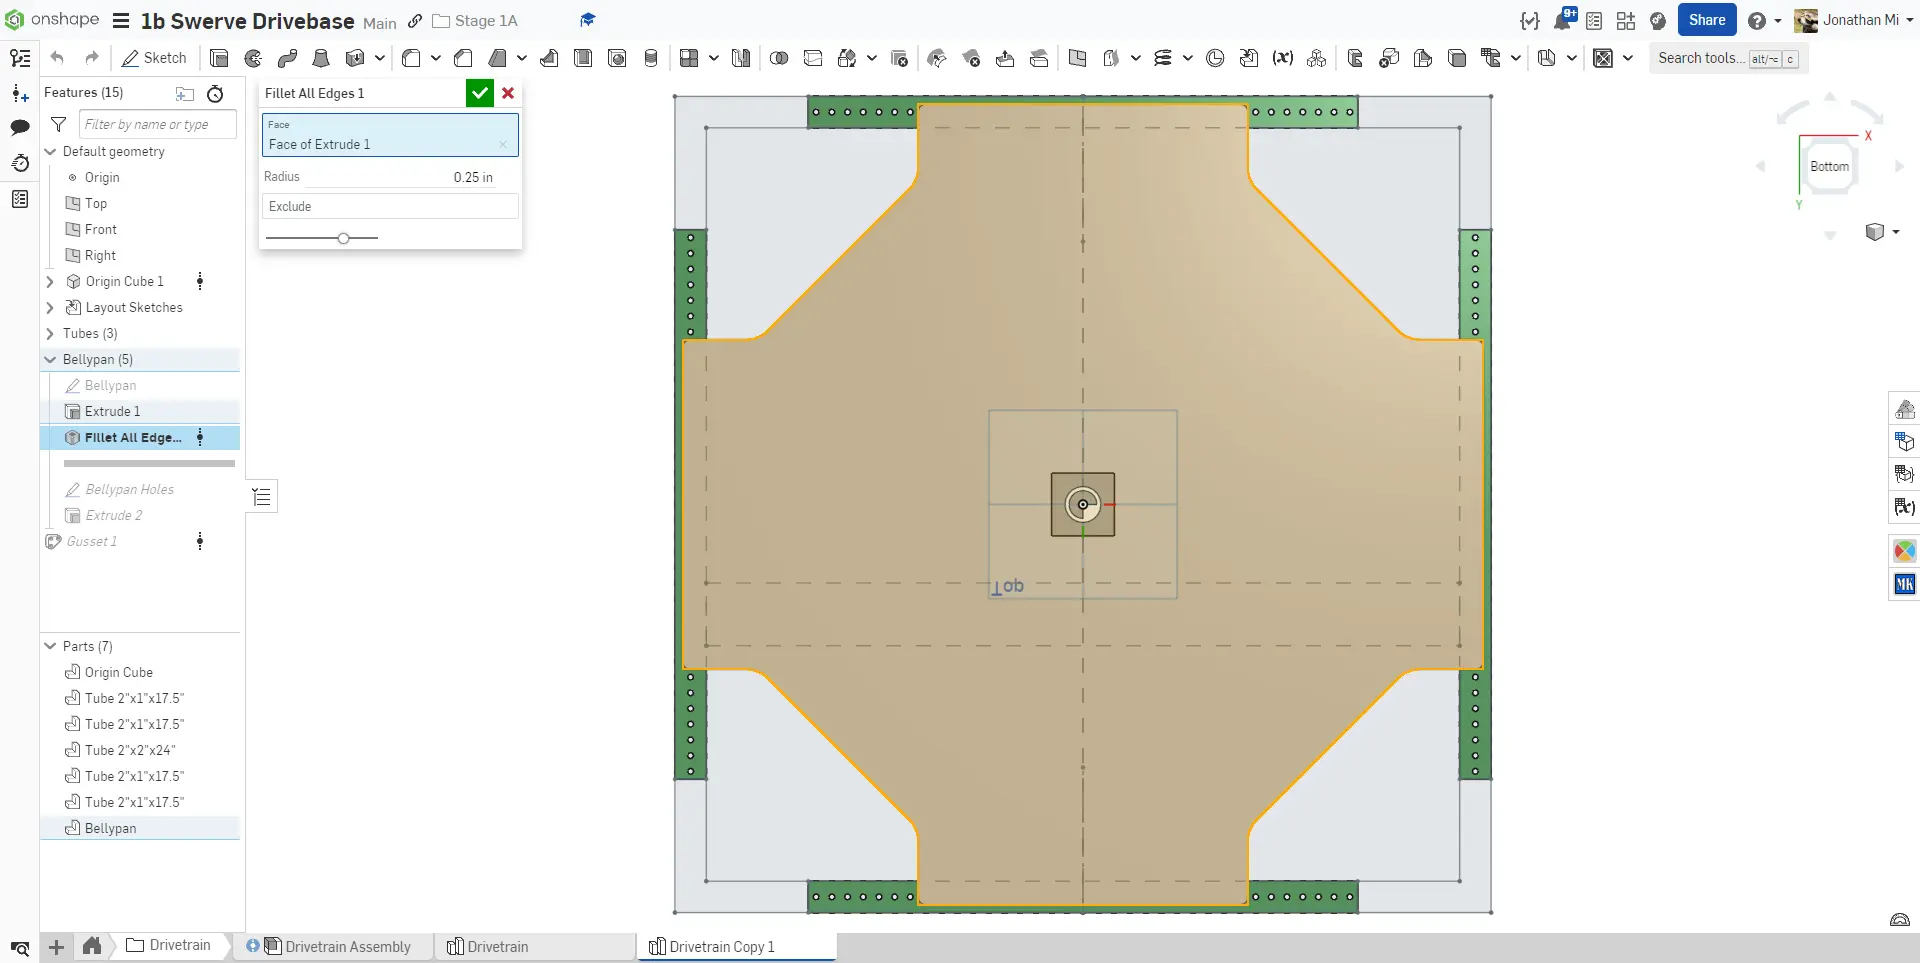 onshape
1b Swerve Drivebase Main
Stage 1A
9+
Share
Jonathan Mi
Sketch
Search tools... alt/⌥ c
Features (15)
Filter by name or type
Default geometry
Origin
Top
Front
Right
Origin Cube 1
Layout Sketches
Tubes (3)
Bellypan (5)
Bellypan
Extrude 1
Fillet All Edge...
Bellypan Holes
Extrude 2
Gusset 1
Parts (7)
Origin Cube
Tube 2"x1"x17.5"
Tube 2"x1"x17.5"
Tube 2"x2"x24"
Tube 2"x1"x17.5"
Tube 2"x1"x17.5"
Bellypan
Fillet All Edges 1
Face
Face of Extrude 1
Radius 0.25 in
Exclude
Top
X
Bottom
Y
MK
Drivetrain
Drivetrain Assembly
Drivetrain
Drivetrain Copy 1